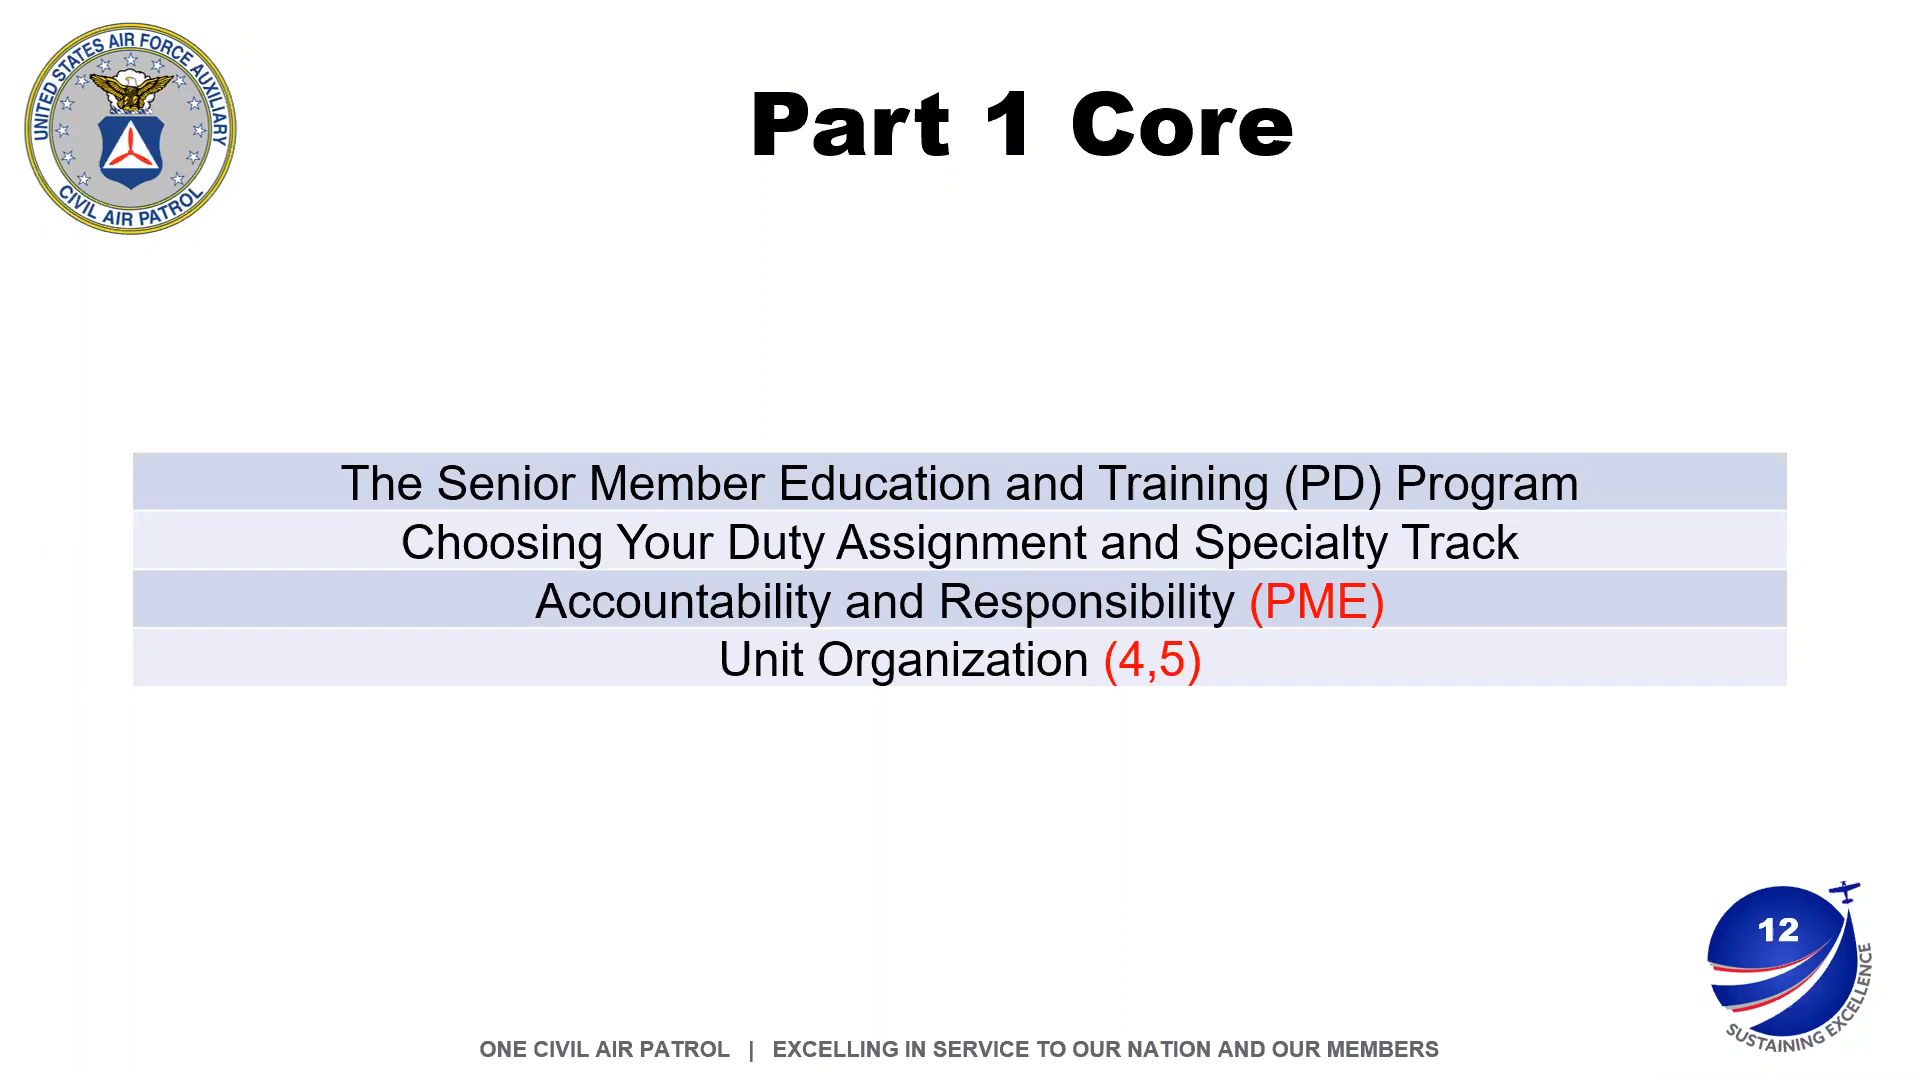 UNITED STATES AIR FORCE AUXILIARY
CIVIL AIR PATROL
Part 1 Core
The Senior Member Education and Training (PD) Program
Choosing Your Duty Assignment and Specialty Track
Accountability and Responsibility (PME)
Unit Organization (4,5)
12
SUSTAINING EXCELLENCE
ONE CIVIL AIR PATROL | EXCELLING IN SERVICE TO OUR NATION AND OUR MEMBERS